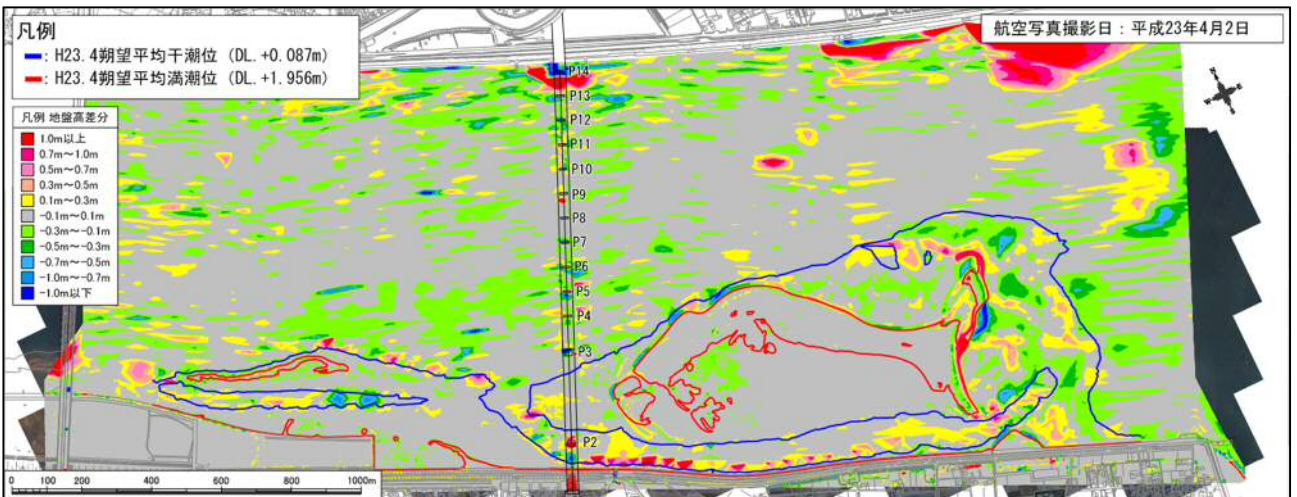 凡例
: H23. 4朔望平均干潮位 (DL. +0.087m)
: H23. 4朔望平均満潮位 (DL. +1.956m)
航空写真撮影日：平成23年4月2日
凡例 地盤高差分
1.0m以上
0.7m～1.0m
0.5m～0.7m
0.3m～0.5m
0.1m～0.3m
-0.1m～0.1m
-0.3m～-0.1m
-0.5m～-0.3m
-0.7m～-0.5m
-1.0m～-0.7m
-1.0m以下
P14
P13
P12
P11
P10
P9
P8
P7
P6
P5
P4
P3
P2
0 100 200 400 600 800 1000m